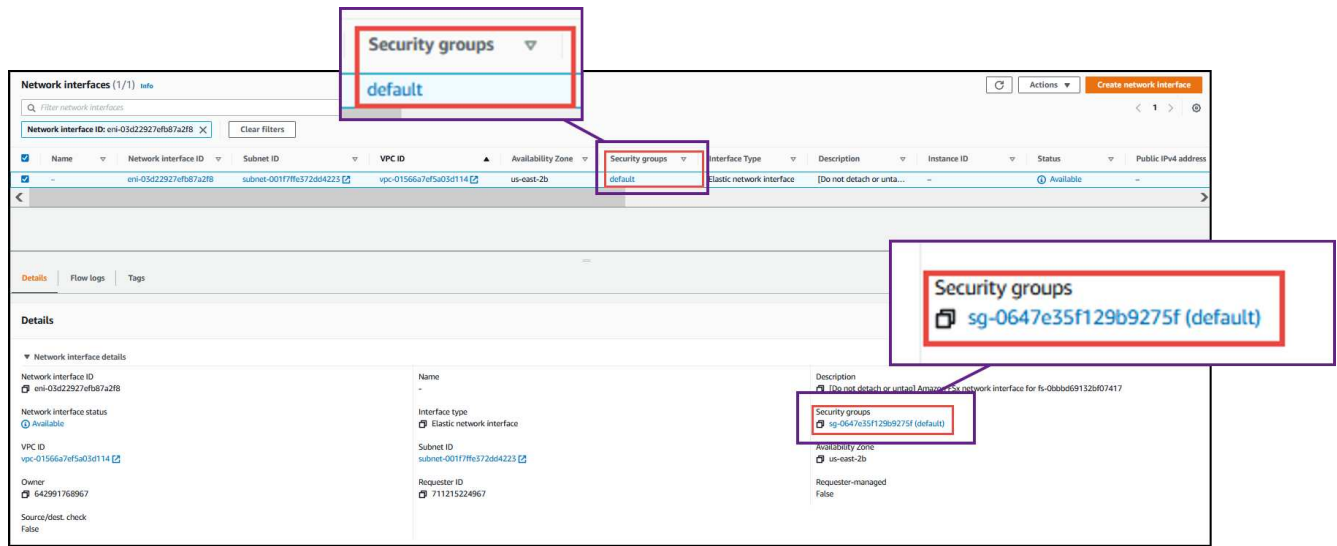 Security groups
default
Network interfaces (1/1) Info
Actions
Create network interface
Filter network interfaces
1
Network interface ID: eni-03d22927efb87a2f8
Clear filters
Name Network interface ID Subnet ID VPC ID Availability Zone Security groups Interface Type Description Instance ID Status Public IPv4 address
– eni-03d22927efb87a2f8 subnet-001f7ffe372dd4223 vpc-01566a7ef5a03d114 us-east-2b default Elastic network interface [Do not detach or unta... – Available –
Details Flow logs Tags
Security groups
sg-0647e35f129b9275f (default)
Details
Network interface details
Network interface ID
eni-03d22927efb87a2f8
Name
–
Description
[Do not detach or untag] Amazon FSx network interface for fs-0bbbd69132bf07417
Network interface status
Available
Interface type
Elastic network interface
Security groups
sg-0647e35f129b9275f (default)
VPC ID
vpc-01566a7ef5a03d114
Subnet ID
subnet-001f7ffe372dd4223
Availability Zone
us-east-2b
Owner
642991768967
Requester ID
711215224967
Requester-managed
False
Source/dest. check
False